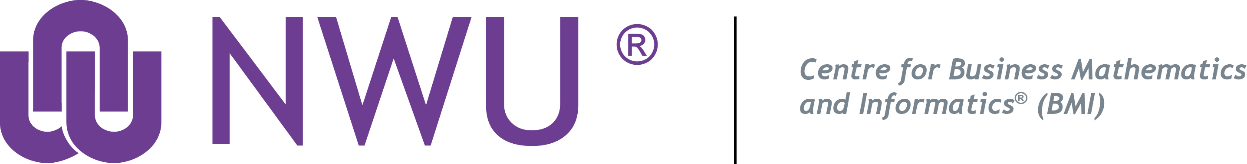 NWU®
Centre for Business Mathematics
and Informatics® (BMI)